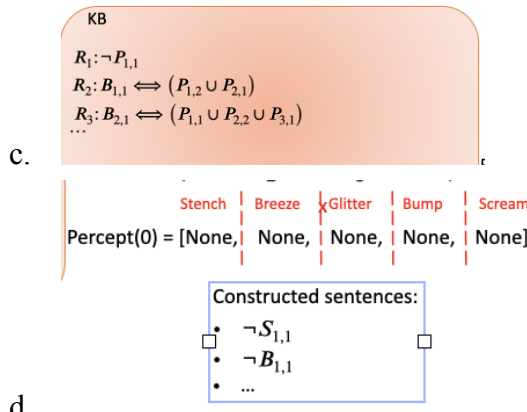 KB
R₁: ¬P₁,₁
R₂: B₁,₁ ⟺ (P₁,₂ ∪ P₂,₁)
R₃: B₂,₁ ⟺ (P₁,₁ ∪ P₂,₂ ∪ P₃,₁)
...
c.
Stench | Breeze | xGlitter | Bump | Scream
Percept(0) = [None, | None, | None, | None, | None]
Constructed sentences:
• ¬S₁,₁
• ¬B₁,₁
• ...
d